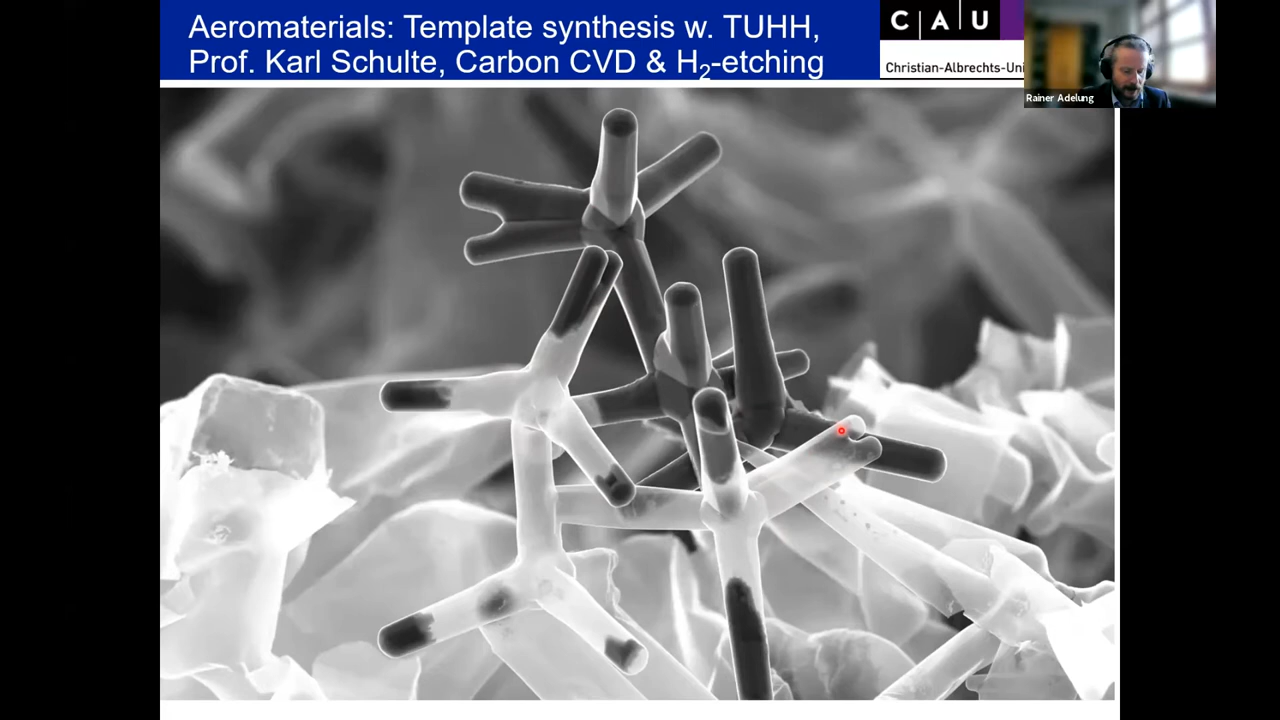 Aeromaterials: Template synthesis w. TUHH,
Prof. Karl Schulte, Carbon CVD & H₂-etching
C|A|U
Christian-Albrechts-Uni
Rainer Adelung